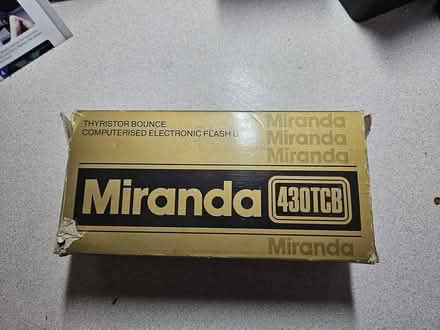 THYRISTOR BOUNCE
COMPUTERISED ELECTRONIC FLASH
Miranda
Miranda
Miranda
Miranda
430TCB
Miranda